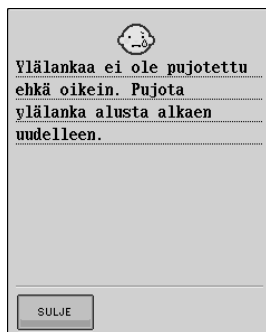 Ylälankaa ei ole pujotettu
ehkä oikein. Pujota
ylälanka alusta alkaen
uudelleen.
SULJE